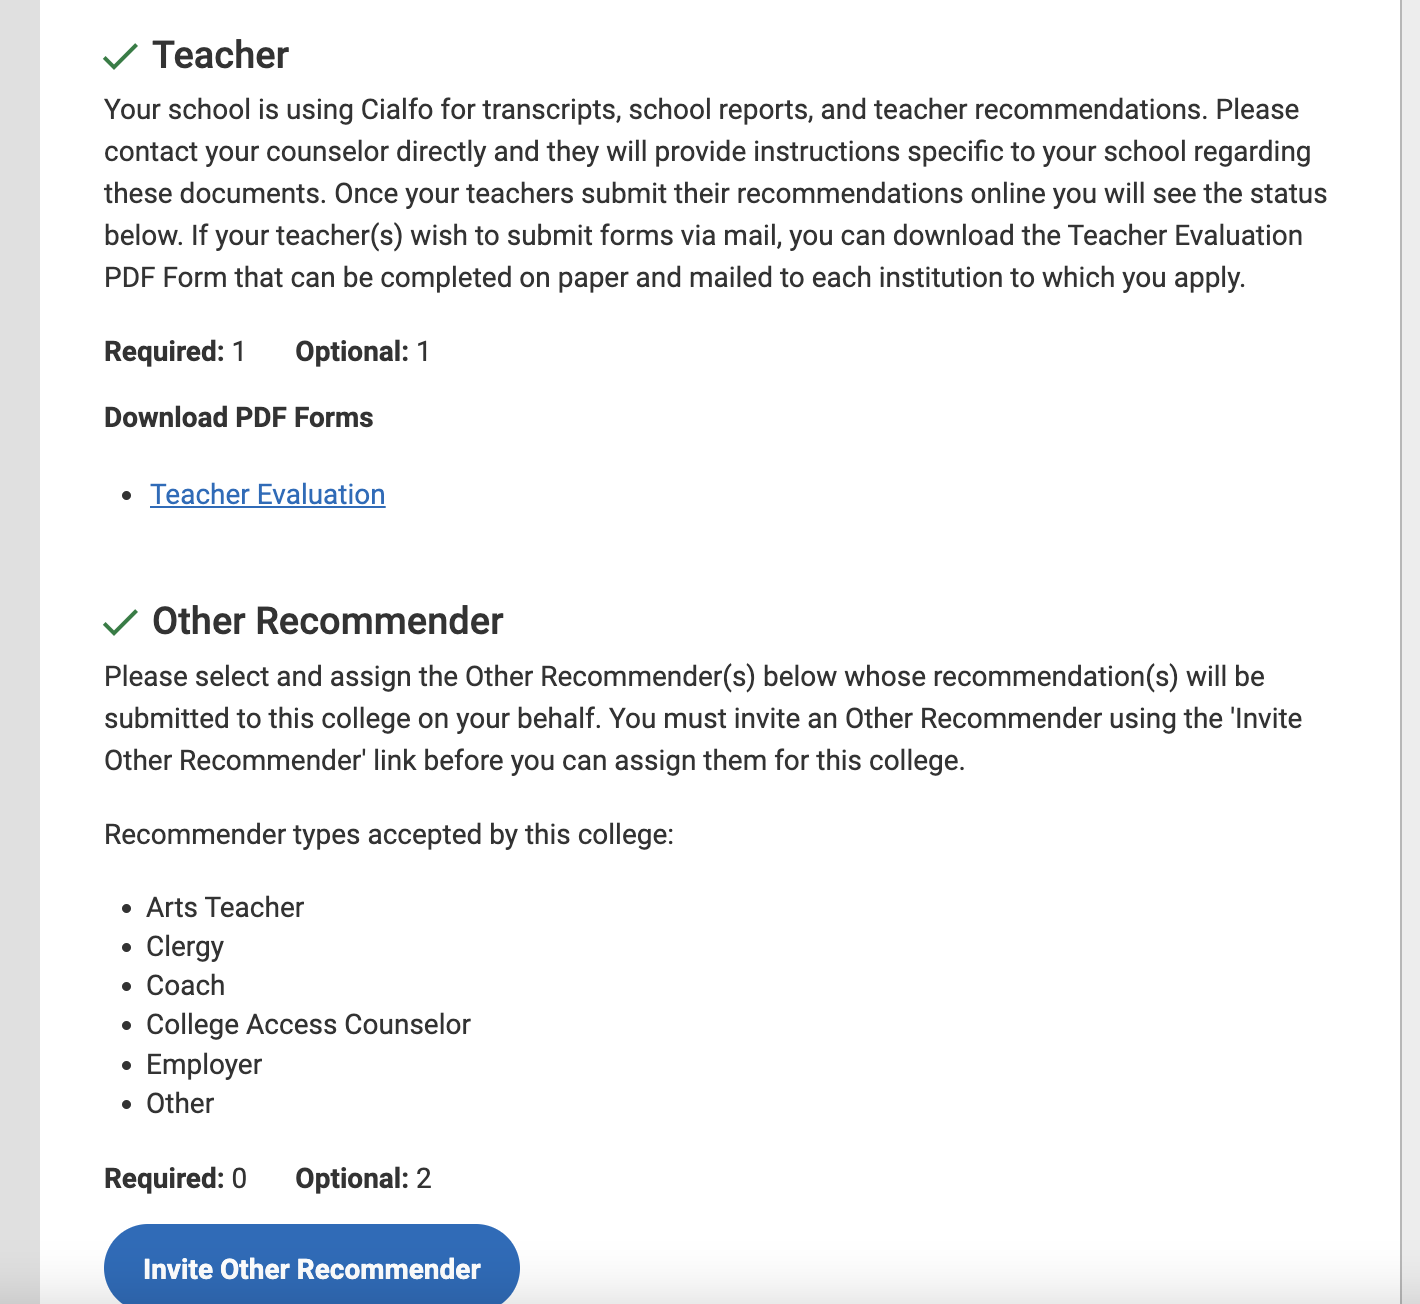 Teacher
Your school is using Cialfo for transcripts, school reports, and teacher recommendations. Please
contact your counselor directly and they will provide instructions specific to your school regarding
these documents. Once your teachers submit their recommendations online you will see the status
below. If your teacher(s) wish to submit forms via mail, you can download the Teacher Evaluation
PDF Form that can be completed on paper and mailed to each institution to which you apply.
Required: 1 Optional: 1
Download PDF Forms
Teacher Evaluation
Other Recommender
Please select and assign the Other Recommender(s) below whose recommendation(s) will be
submitted to this college on your behalf. You must invite an Other Recommender using the 'Invite
Other Recommender' link before you can assign them for this college.
Recommender types accepted by this college:
Arts Teacher
Clergy
Coach
College Access Counselor
Employer
Other
Required: 0 Optional: 2
Invite Other Recommender